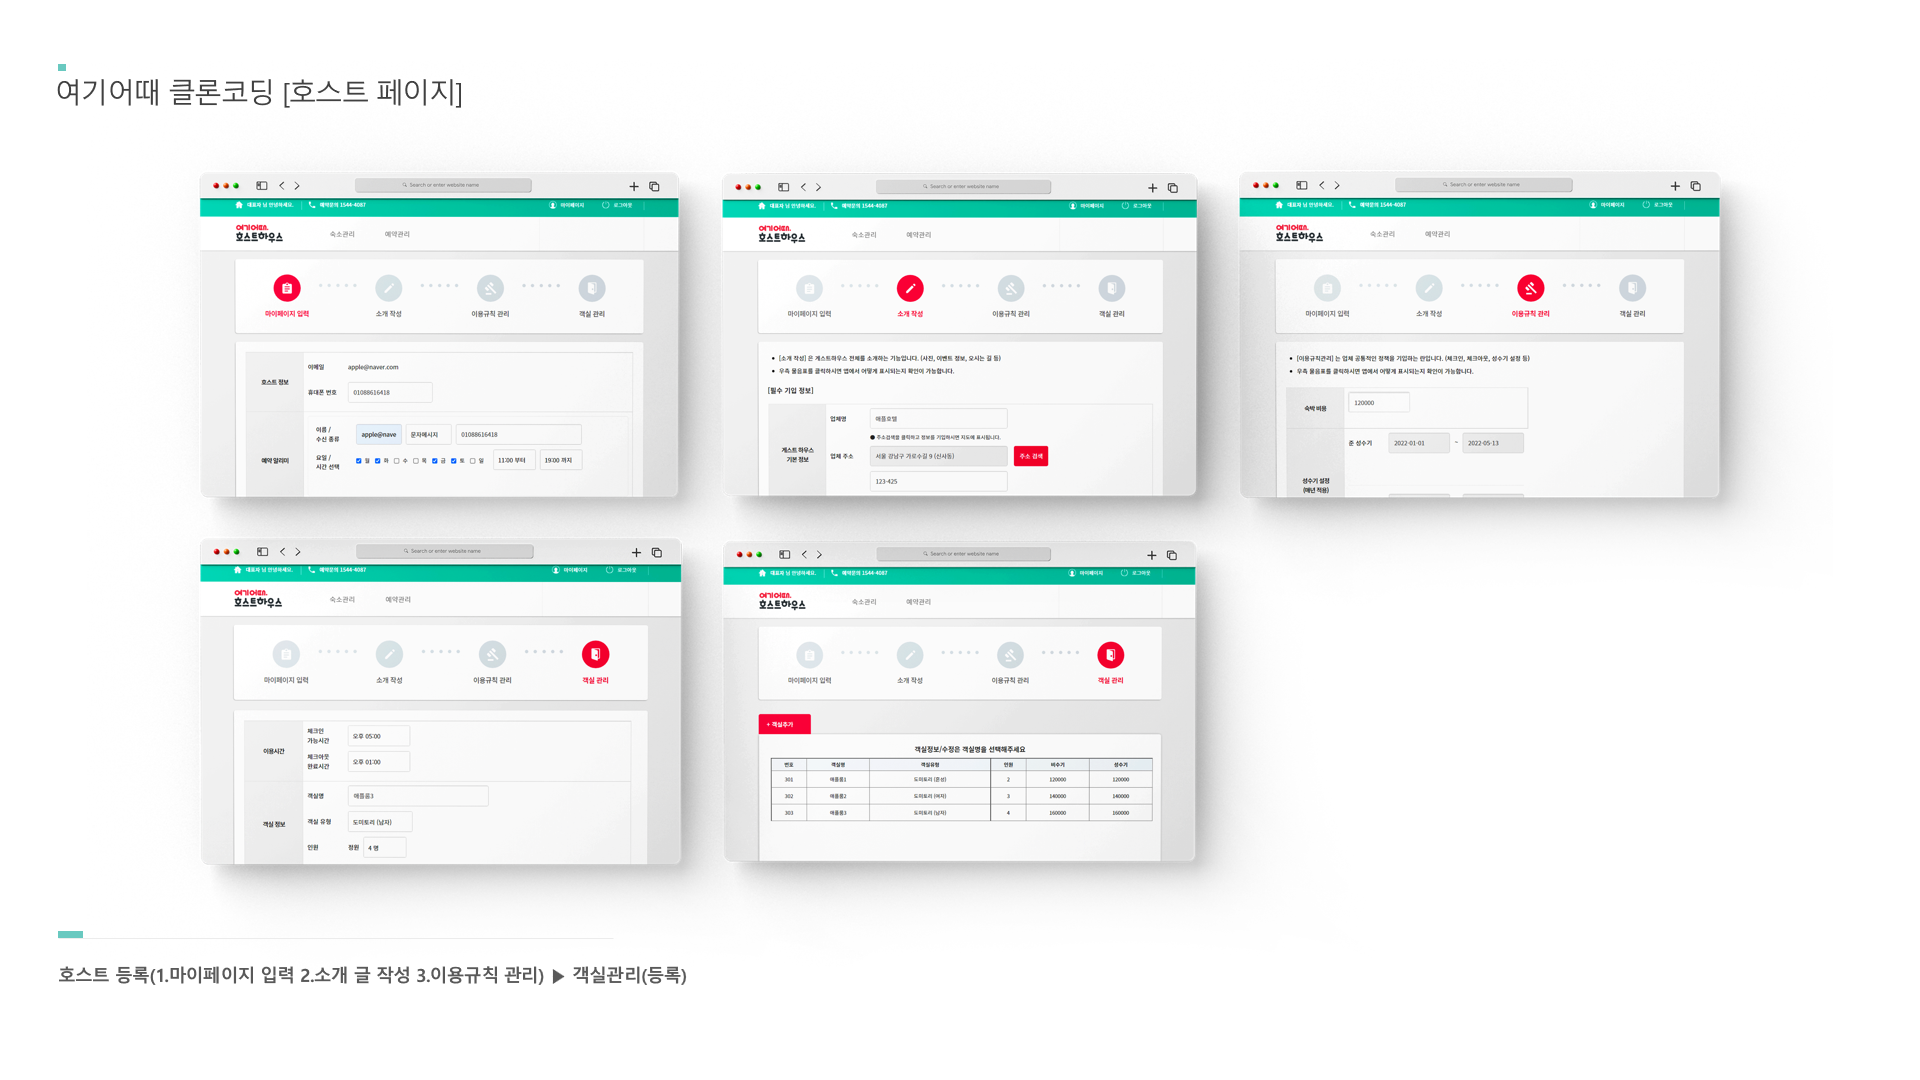 여기어때 클론코딩 [호스트 페이지]
Search or enter website name
대표자 님 안녕하세요. 예약문의 1544-4087 마이페이지 로그아웃
여기어때.
호스트하우스 숙소관리 예약관리
마이페이지 입력 소개 작성 이용규칙 관리 객실 관리
호스트 정보
이메일 apple@naver.com
휴대폰 번호 01088616418
예약 알리미
이름 /
수신 종류 apple@nave 문자메시지 01088616418
요일 /
시간 선택 월 화 수 목 금 토 일 11:00 부터 19:00 까지
Search or enter website name
대표자 님 안녕하세요. 예약문의 1544-4087 마이페이지 로그아웃
여기어때.
호스트하우스 숙소관리 예약관리
마이페이지 입력 소개 작성 이용규칙 관리 객실 관리
• [소개 작성] 은 게스트하우스 전체를 소개하는 기능입니다. (사진, 이벤트 정보, 오시는 길 등)
• 우측 물음표를 클릭하시면 앱에서 어떻게 표시되는지 확인이 가능합니다.
[필수 기입 정보]
게스트 하우스
기본 정보
업체명 애플호텔
● 주소검색을 클릭하고 정보를 기입하시면 지도에 표시됩니다.
업체 주소 서울 강남구 가로수길 9 (신사동) 주소 검색
123-425
Search or enter website name
대표자 님 안녕하세요. 예약문의 1544-4087 마이페이지 로그아웃
여기어때.
호스트하우스 숙소관리 예약관리
마이페이지 입력 소개 작성 이용규칙 관리 객실 관리
• [이용규칙관리] 는 업체 공통적인 정책을 기입하는 란입니다. (체크인, 체크아웃, 성수기 설정 등)
• 우측 물음표를 클릭하시면 앱에서 어떻게 표시되는지 확인이 가능합니다.
숙박 비용 120000
준 성수기 2022-01-01 ~ 2022-05-13
성수기 설정
(매년 적용)
Search or enter website name
대표자 님 안녕하세요. 예약문의 1544-4087 마이페이지 로그아웃
여기어때.
호스트하우스 숙소관리 예약관리
마이페이지 입력 소개 작성 이용규칙 관리 객실 관리
이용시간
체크인
가능시간 오후 05:00
체크아웃
완료시간 오후 01:00
객실 정보
객실명 애플룸3
객실 유형 도미토리 (남자)
인원 정원 4 명
Search or enter website name
대표자 님 안녕하세요. 예약문의 1544-4087 마이페이지 로그아웃
여기어때.
호스트하우스 숙소관리 예약관리
마이페이지 입력 소개 작성 이용규칙 관리 객실 관리
+ 객실추가
객실정보/수정은 객실명을 선택해주세요
번호 객실명 객실유형 인원 비수기 성수기
301 애플룸1 도미토리 (혼성) 2 120000 120000
302 애플룸2 도미토리 (여자) 3 140000 140000
303 애플룸3 도미토리 (남자) 4 160000 160000
호스트 등록(1.마이페이지 입력 2.소개 글 작성 3.이용규칙 관리) ▶ 객실관리(등록)